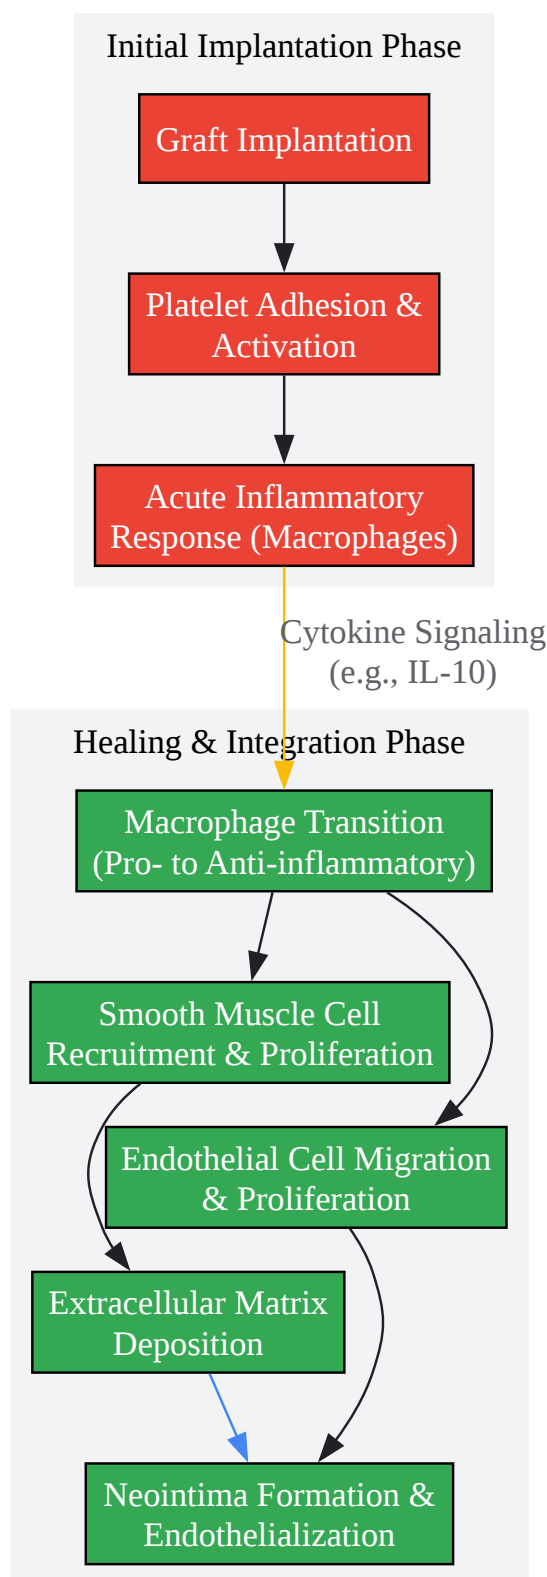 Initial Implantation Phase
Graft Implantation
Platelet Adhesion &
Activation
Acute Inflammatory
Response (Macrophages)
Cytokine Signaling
(e.g., IL-10)
Healing & Integration Phase
Macrophage Transition
(Pro- to Anti-inflammatory)
Smooth Muscle Cell
Recruitment & Proliferation
Endothelial Cell Migration
& Proliferation
Extracellular Matrix
Deposition
Neointima Formation &
Endothelialization